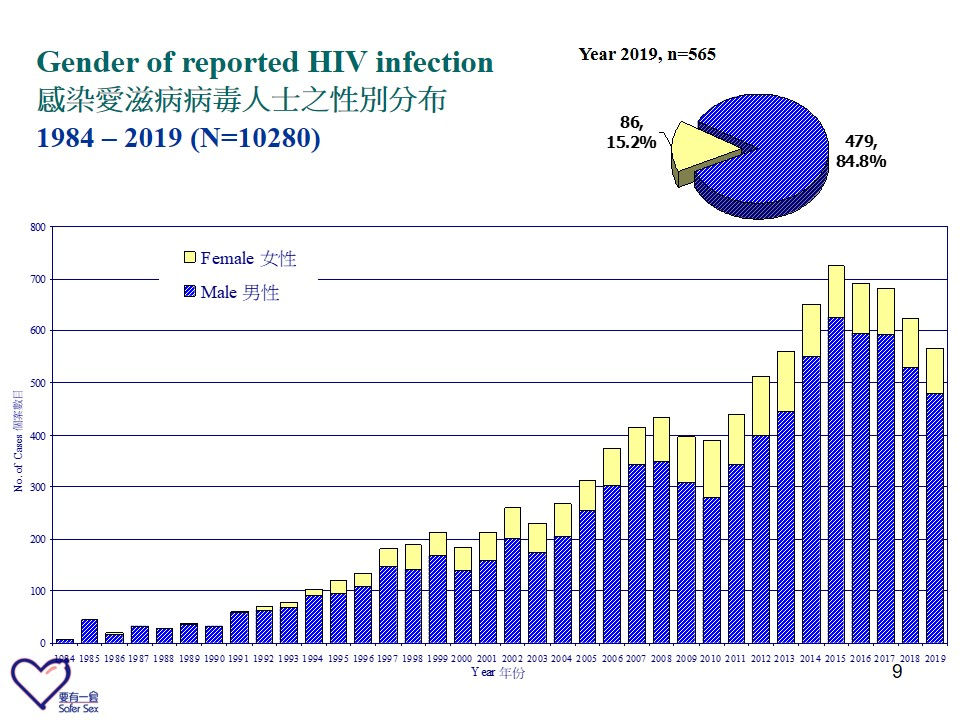 Gender of reported HIV infection
感染愛滋病病毒人士之性別分布
1984 – 2019 (N=10280)
Year 2019, n=565
86,
15.2%
479,
84.8%
800
700
600
500
400
300
200
100
0
No. of Cases 個案數目
Female 女性
Male 男性
1984 1985 1986 1987 1988 1989 1990 1991 1992 1993 1994 1995 1996 1997 1998 1999 2000 2001 2002 2003 2004 2005 2006 2007 2008 2009 2010 2011 2012 2013 2014 2015 2016 2017 2018 2019
Year 年份
9
要有一套
Safer Sex